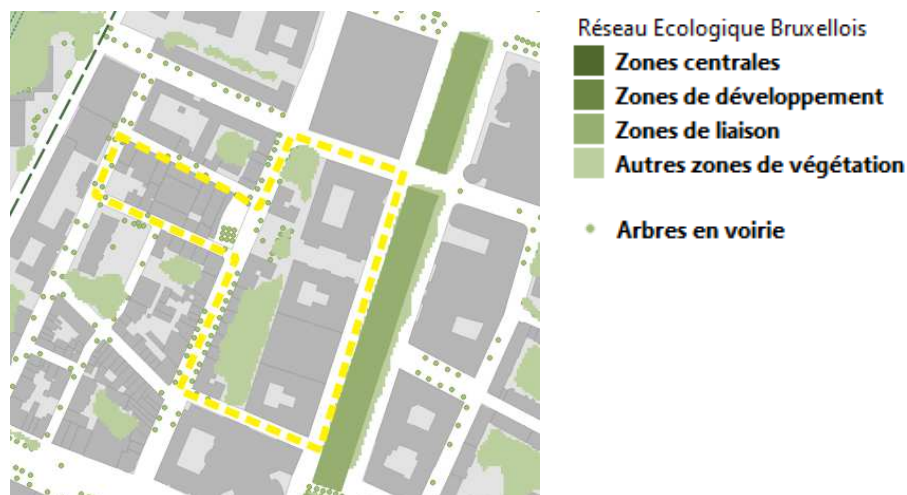 Réseau Ecologique Bruxellois
Zones centrales
Zones de développement
Zones de liaison
Autres zones de végétation
Arbres en voirie